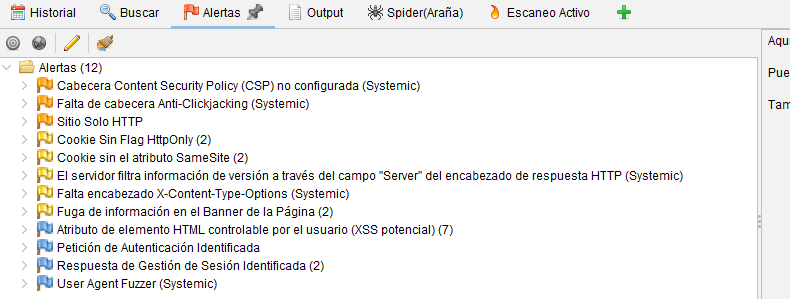 Historial Buscar Alertas Output Spider(Araña) Escaneo Activo
Alertas (12)
Cabecera Content Security Policy (CSP) no configurada (Systemic)
Falta de cabecera Anti-Clickjacking (Systemic)
Sitio Solo HTTP
Cookie Sin Flag HttpOnly (2)
Cookie sin el atributo SameSite (2)
El servidor filtra información de versión a través del campo "Server" del encabezado de respuesta HTTP (Systemic)
Falta encabezado X-Content-Type-Options (Systemic)
Fuga de información en el Banner de la Página (2)
Atributo de elemento HTML controlable por el usuario (XSS potencial) (7)
Petición de Autenticación Identificada
Respuesta de Gestión de Sesión Identificada (2)
User Agent Fuzzer (Systemic)
Aqu
Pue
Tam